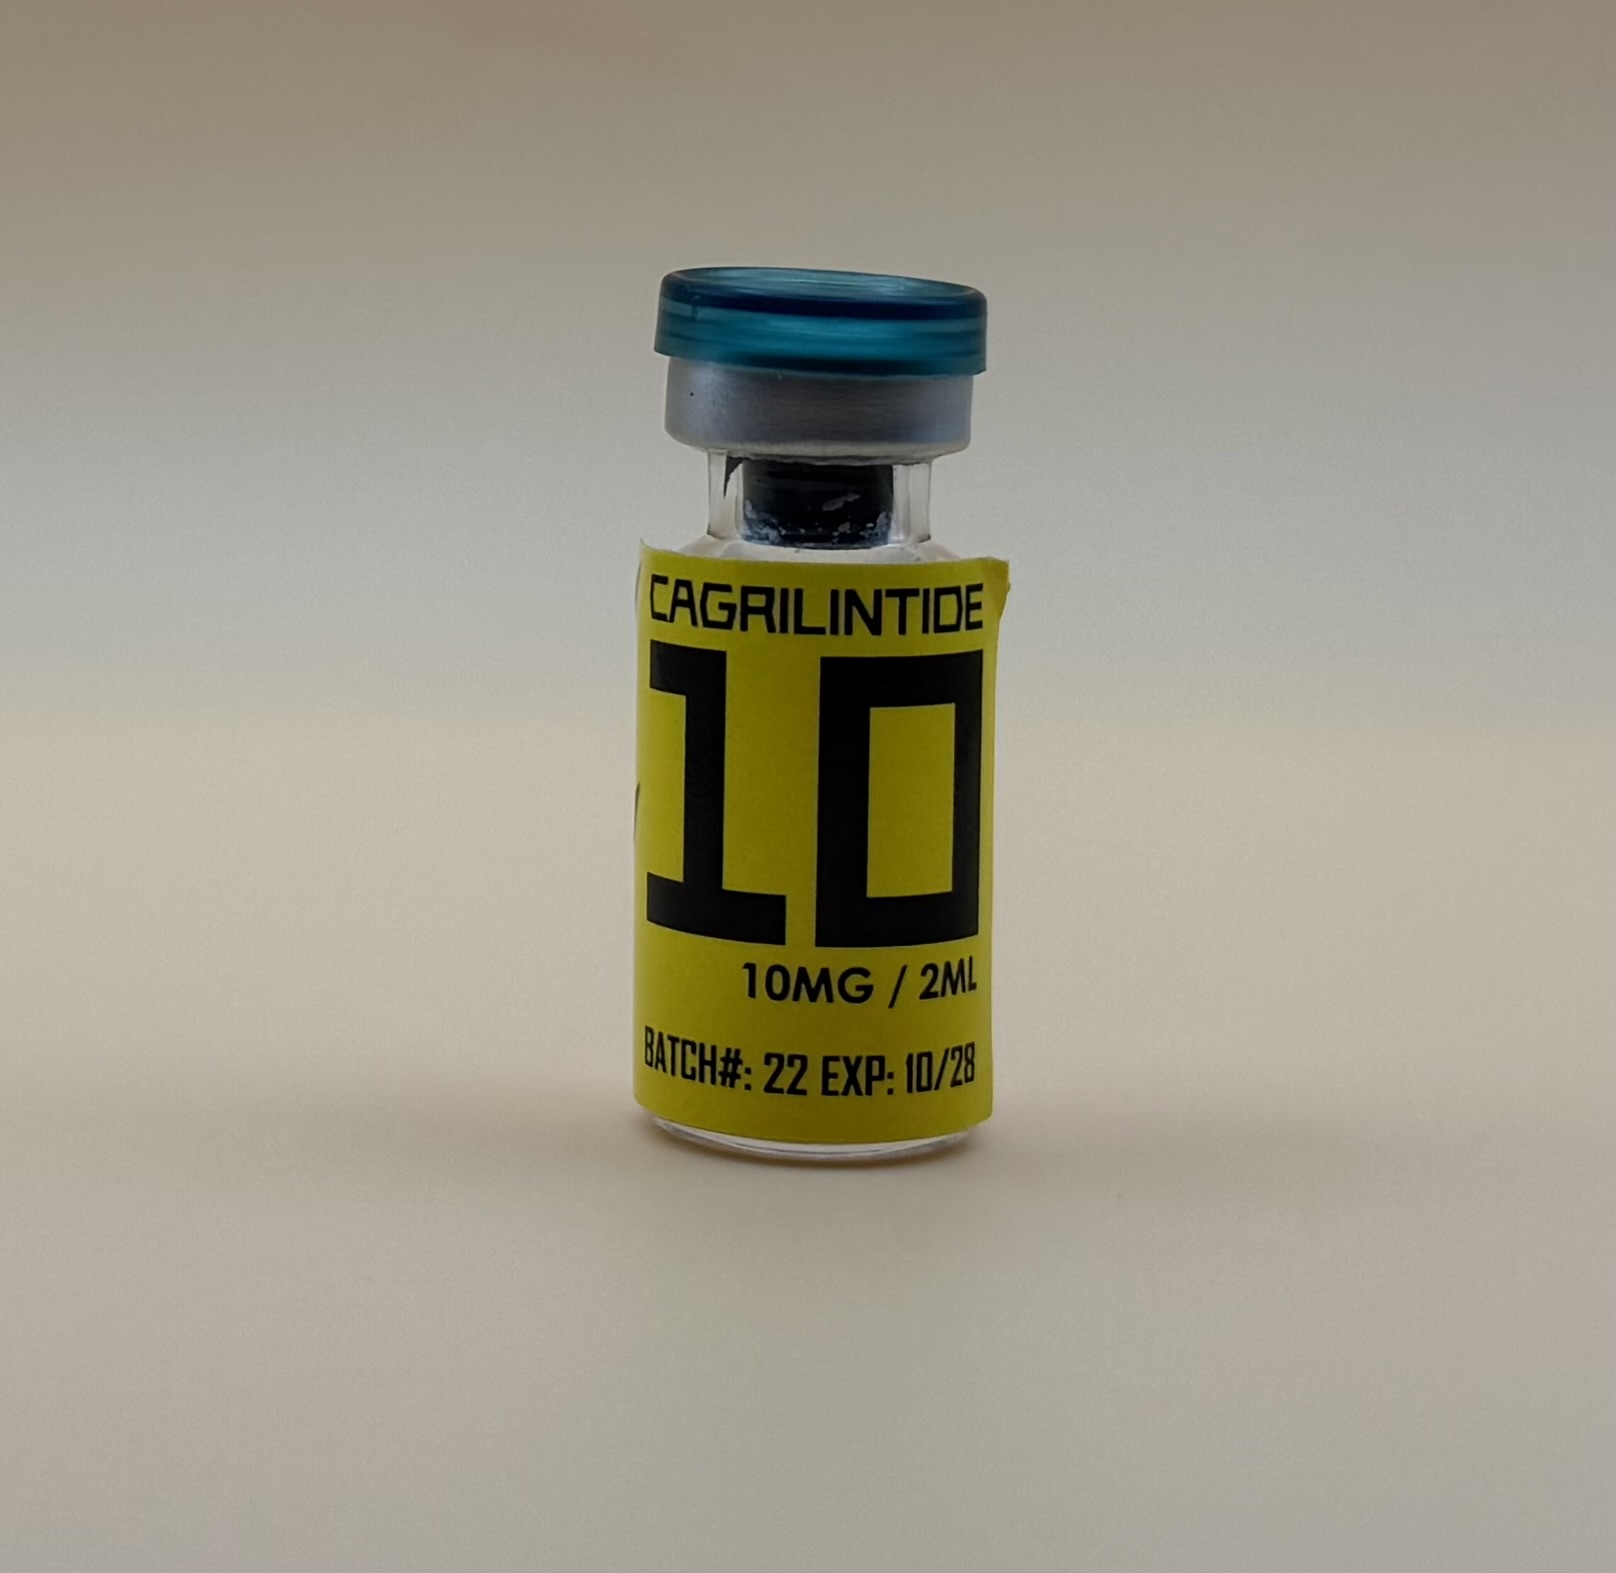 CAGRILINTIDE
10
10MG / 2ML
BATCH#: 22 EXP: 10/28